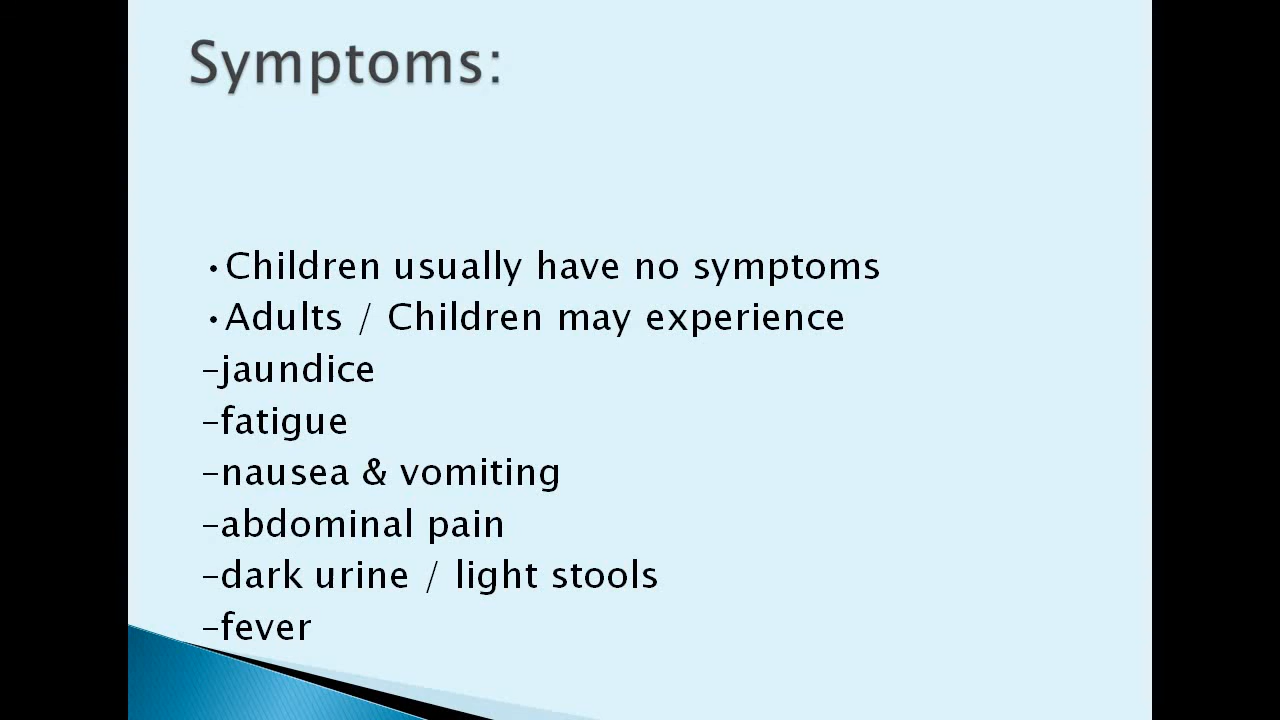 Symptoms:
•Children usually have no symptoms
•Adults / Children may experience
-jaundice
-fatigue
-nausea & vomiting
-abdominal pain
-dark urine / light stools
-fever